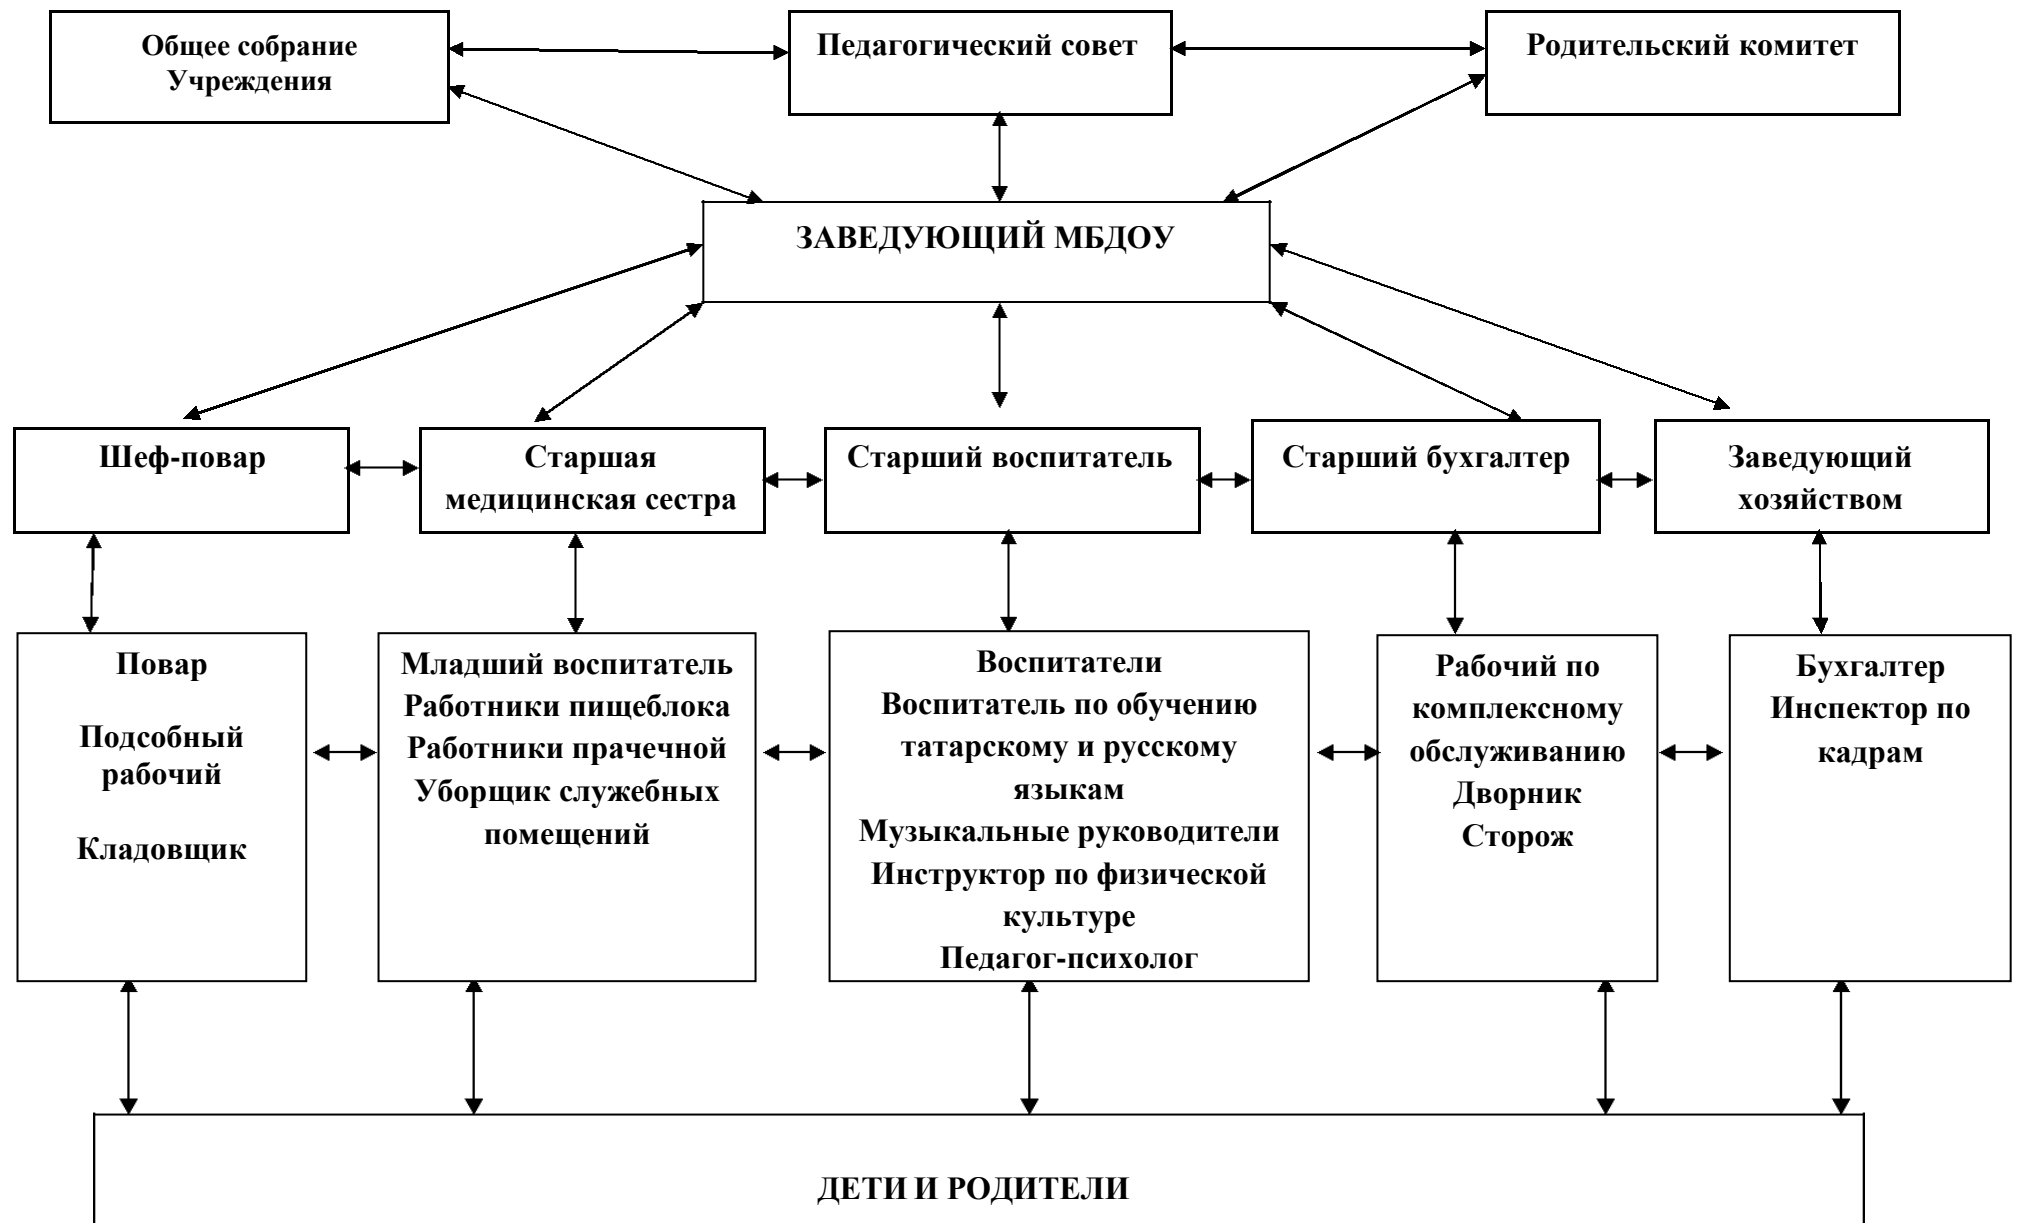 Общее собрание
Учреждения
Педагогический совет
Родительский комитет
ЗАВЕДУЮЩИЙ МБДОУ
Шеф-повар
Старшая
медицинская сестра
Старший воспитатель
Старший бухгалтер
Заведующий
хозяйством
Повар
Подсобный
рабочий
Кладовщик
Младший воспитатель
Работники пищеблока
Работники прачечной
Уборщик служебных
помещений
Воспитатели
Воспитатель по обучению
татарскому и русскому
языкам
Музыкальные руководители
Инструктор по физической
культуре
Педагог-психолог
Рабочий по
комплексному
обслуживанию
Дворник
Сторож
Бухгалтер
Инспектор по
кадрам
ДЕТИ И РОДИТЕЛИ